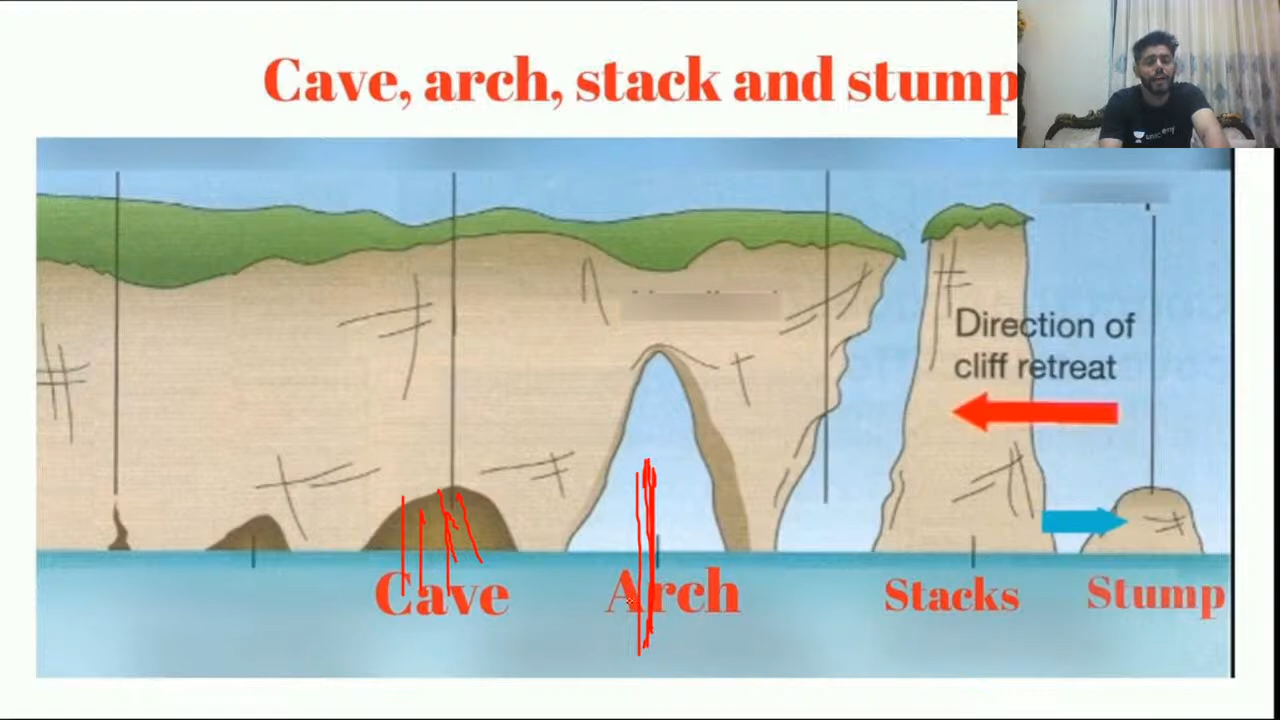 Cave, arch, stack and stump
Direction of
cliff retreat
Cave
Arch
Stacks
Stump